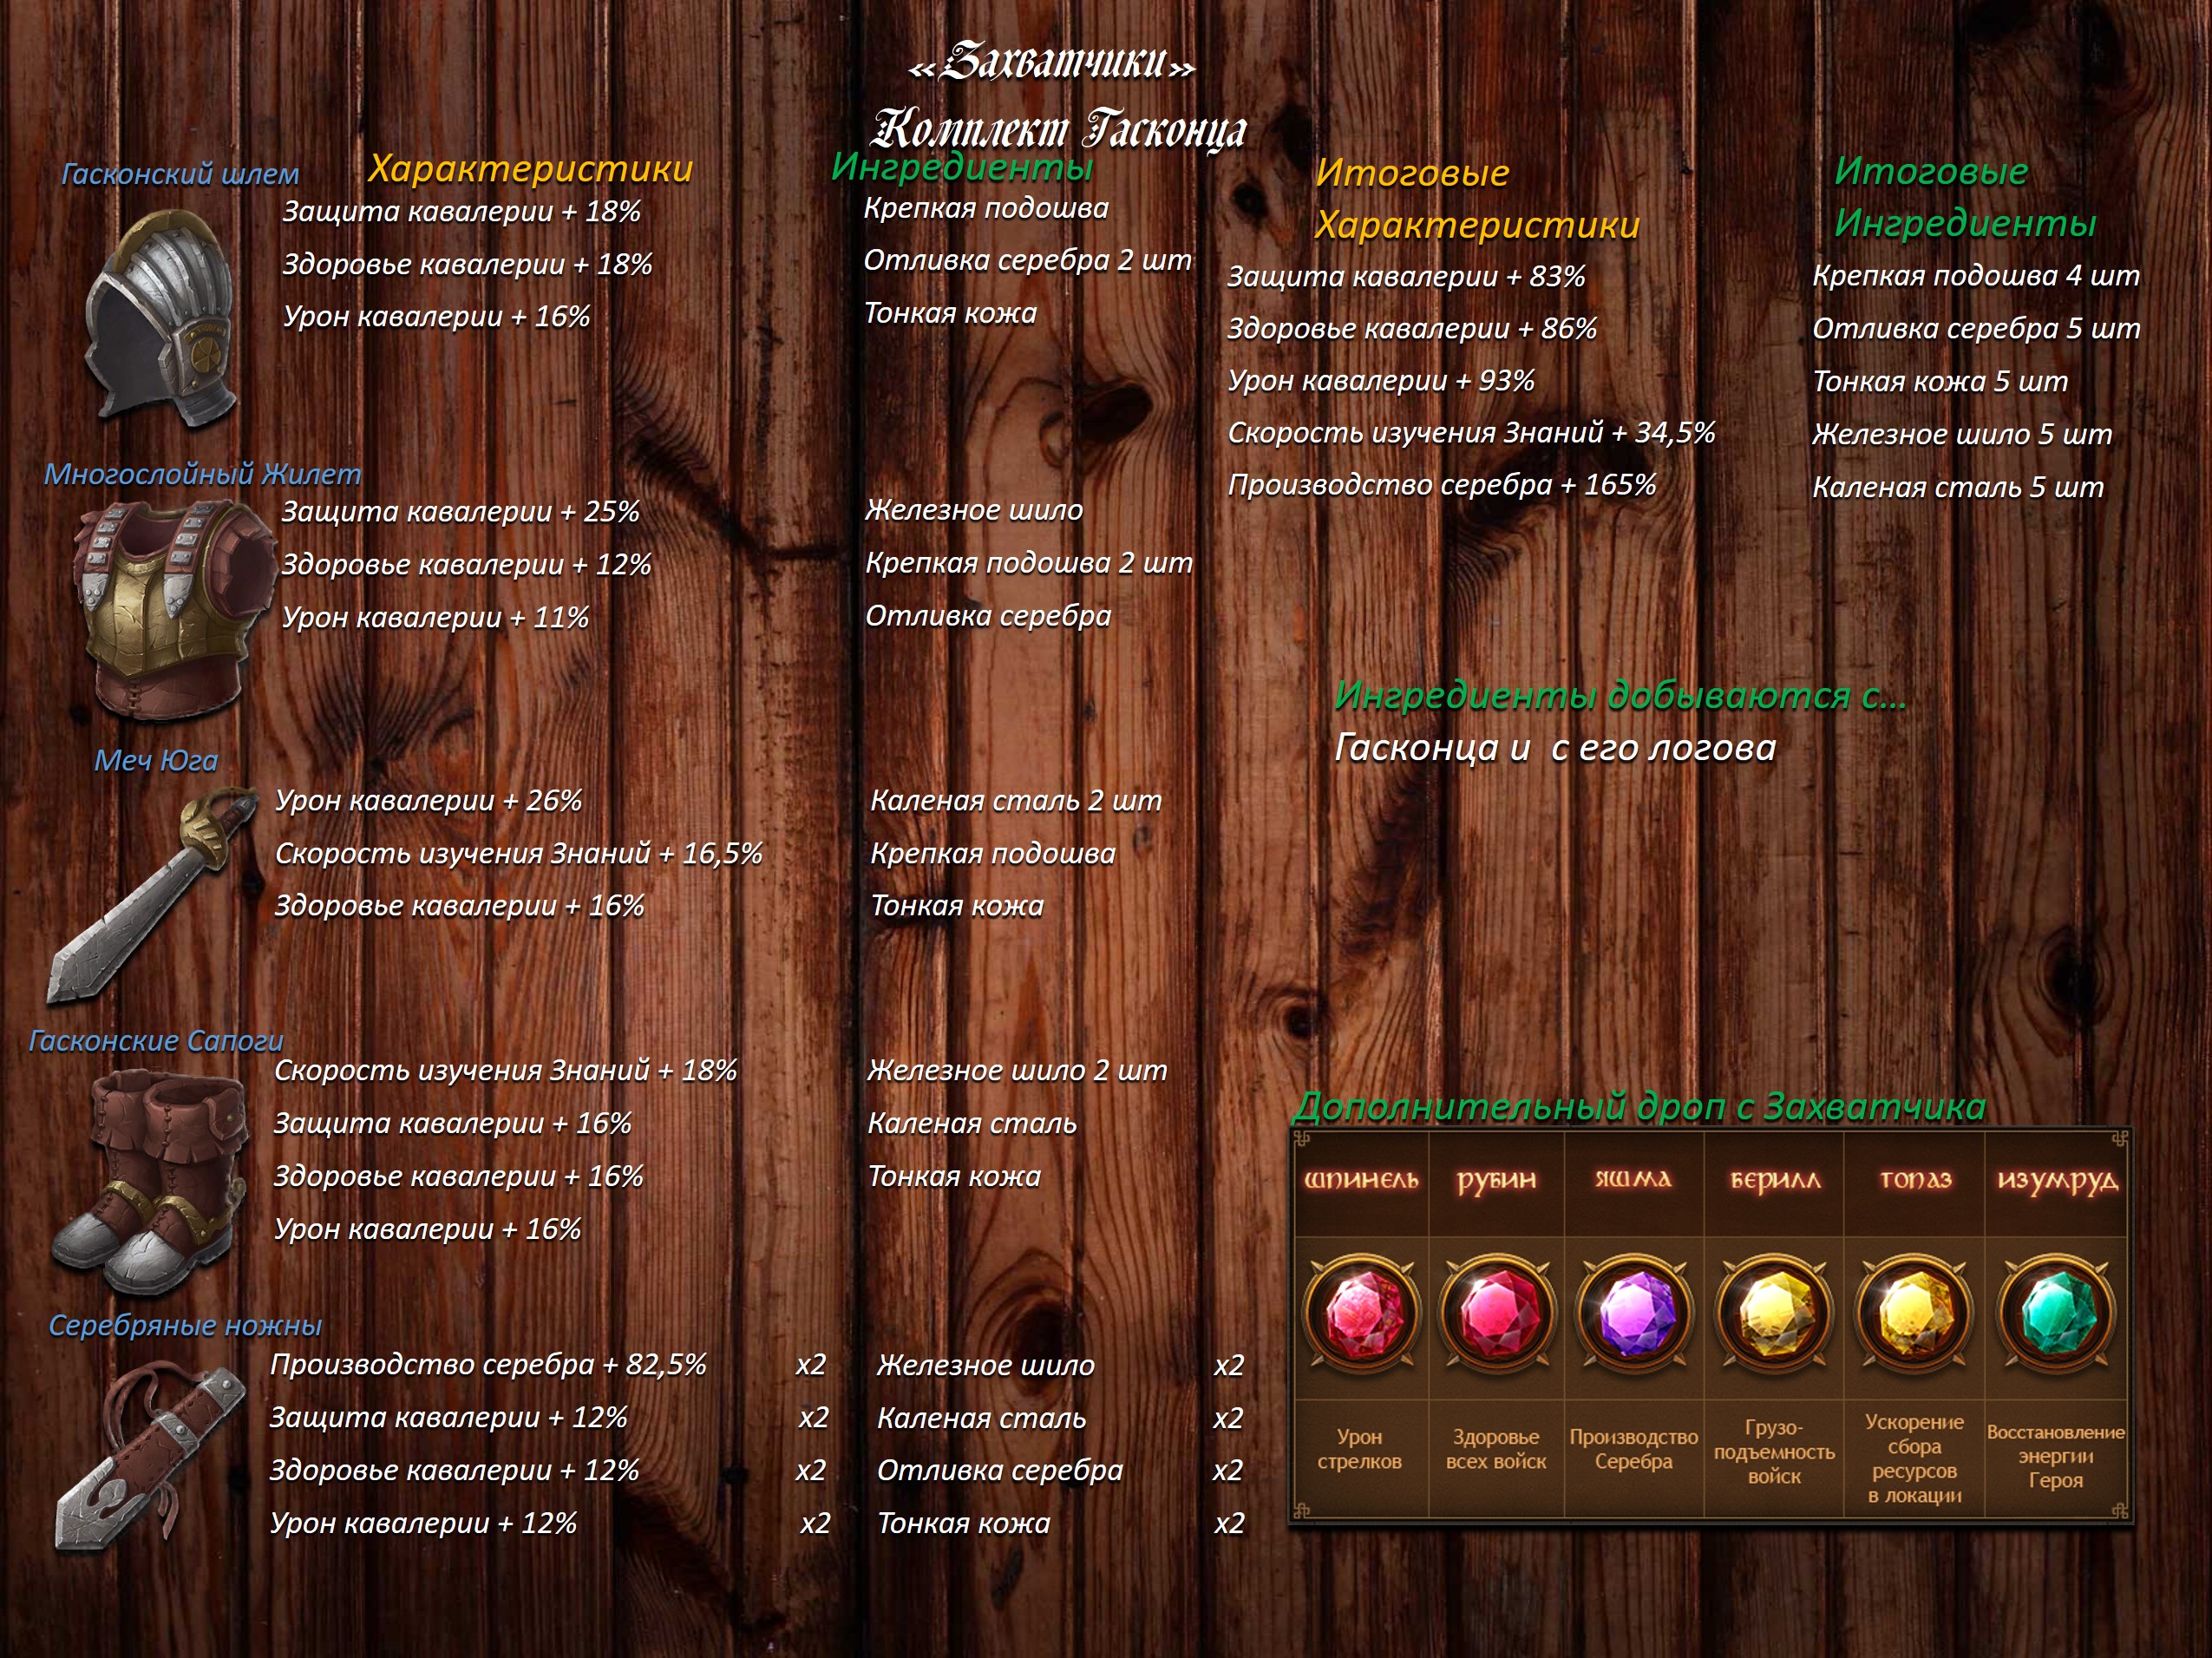 «Захватчики»
Комплект Гасконца
Гасконский шлем
Характеристики
Защита кавалерии + 18%
Здоровье кавалерии + 18%
Урон кавалерии + 16%
Ингредиенты
Крепкая подошва
Отливка серебра 2 шт
Тонкая кожа
Многослойный Жилет
Защита кавалерии + 25%
Здоровье кавалерии + 12%
Урон кавалерии + 11%
Железное шило
Крепкая подошва 2 шт
Отливка серебра
Меч Юга
Урон кавалерии + 26%
Скорость изучения Знаний + 16,5%
Здоровье кавалерии + 16%
Каленая сталь 2 шт
Крепкая подошва
Тонкая кожа
Гасконские Сапоги
Скорость изучения Знаний + 18%
Защита кавалерии + 16%
Здоровье кавалерии + 16%
Урон кавалерии + 16%
Железное шило 2 шт
Каленая сталь
Тонкая кожа
Серебряные ножны
Производство серебра + 82,5% x2
Защита кавалерии + 12% x2
Здоровье кавалерии + 12% x2
Урон кавалерии + 12% x2
Железное шило x2
Каленая сталь x2
Отливка серебра x2
Тонкая кожа x2
Итоговые
Характеристики
Защита кавалерии + 83%
Здоровье кавалерии + 86%
Урон кавалерии + 93%
Скорость изучения Знаний + 34,5%
Производство серебра + 165%
Итоговые
Ингредиенты
Крепкая подошва 4 шт
Отливка серебра 5 шт
Тонкая кожа 5 шт
Железное шило 5 шт
Каленая сталь 5 шт
Ингредиенты добываются с...
Гасконца и с его логова
Дополнительный дроп с Захватчика
шпинель
рубин
яшма
берилл
топаз
изумруд
Урон
стрелков
Здоровье
всех войск
Производство
Серебра
Грузо-
подъемность
войск
Ускорение
сбора
ресурсов
в локации
Восстановление
энергии
Героя